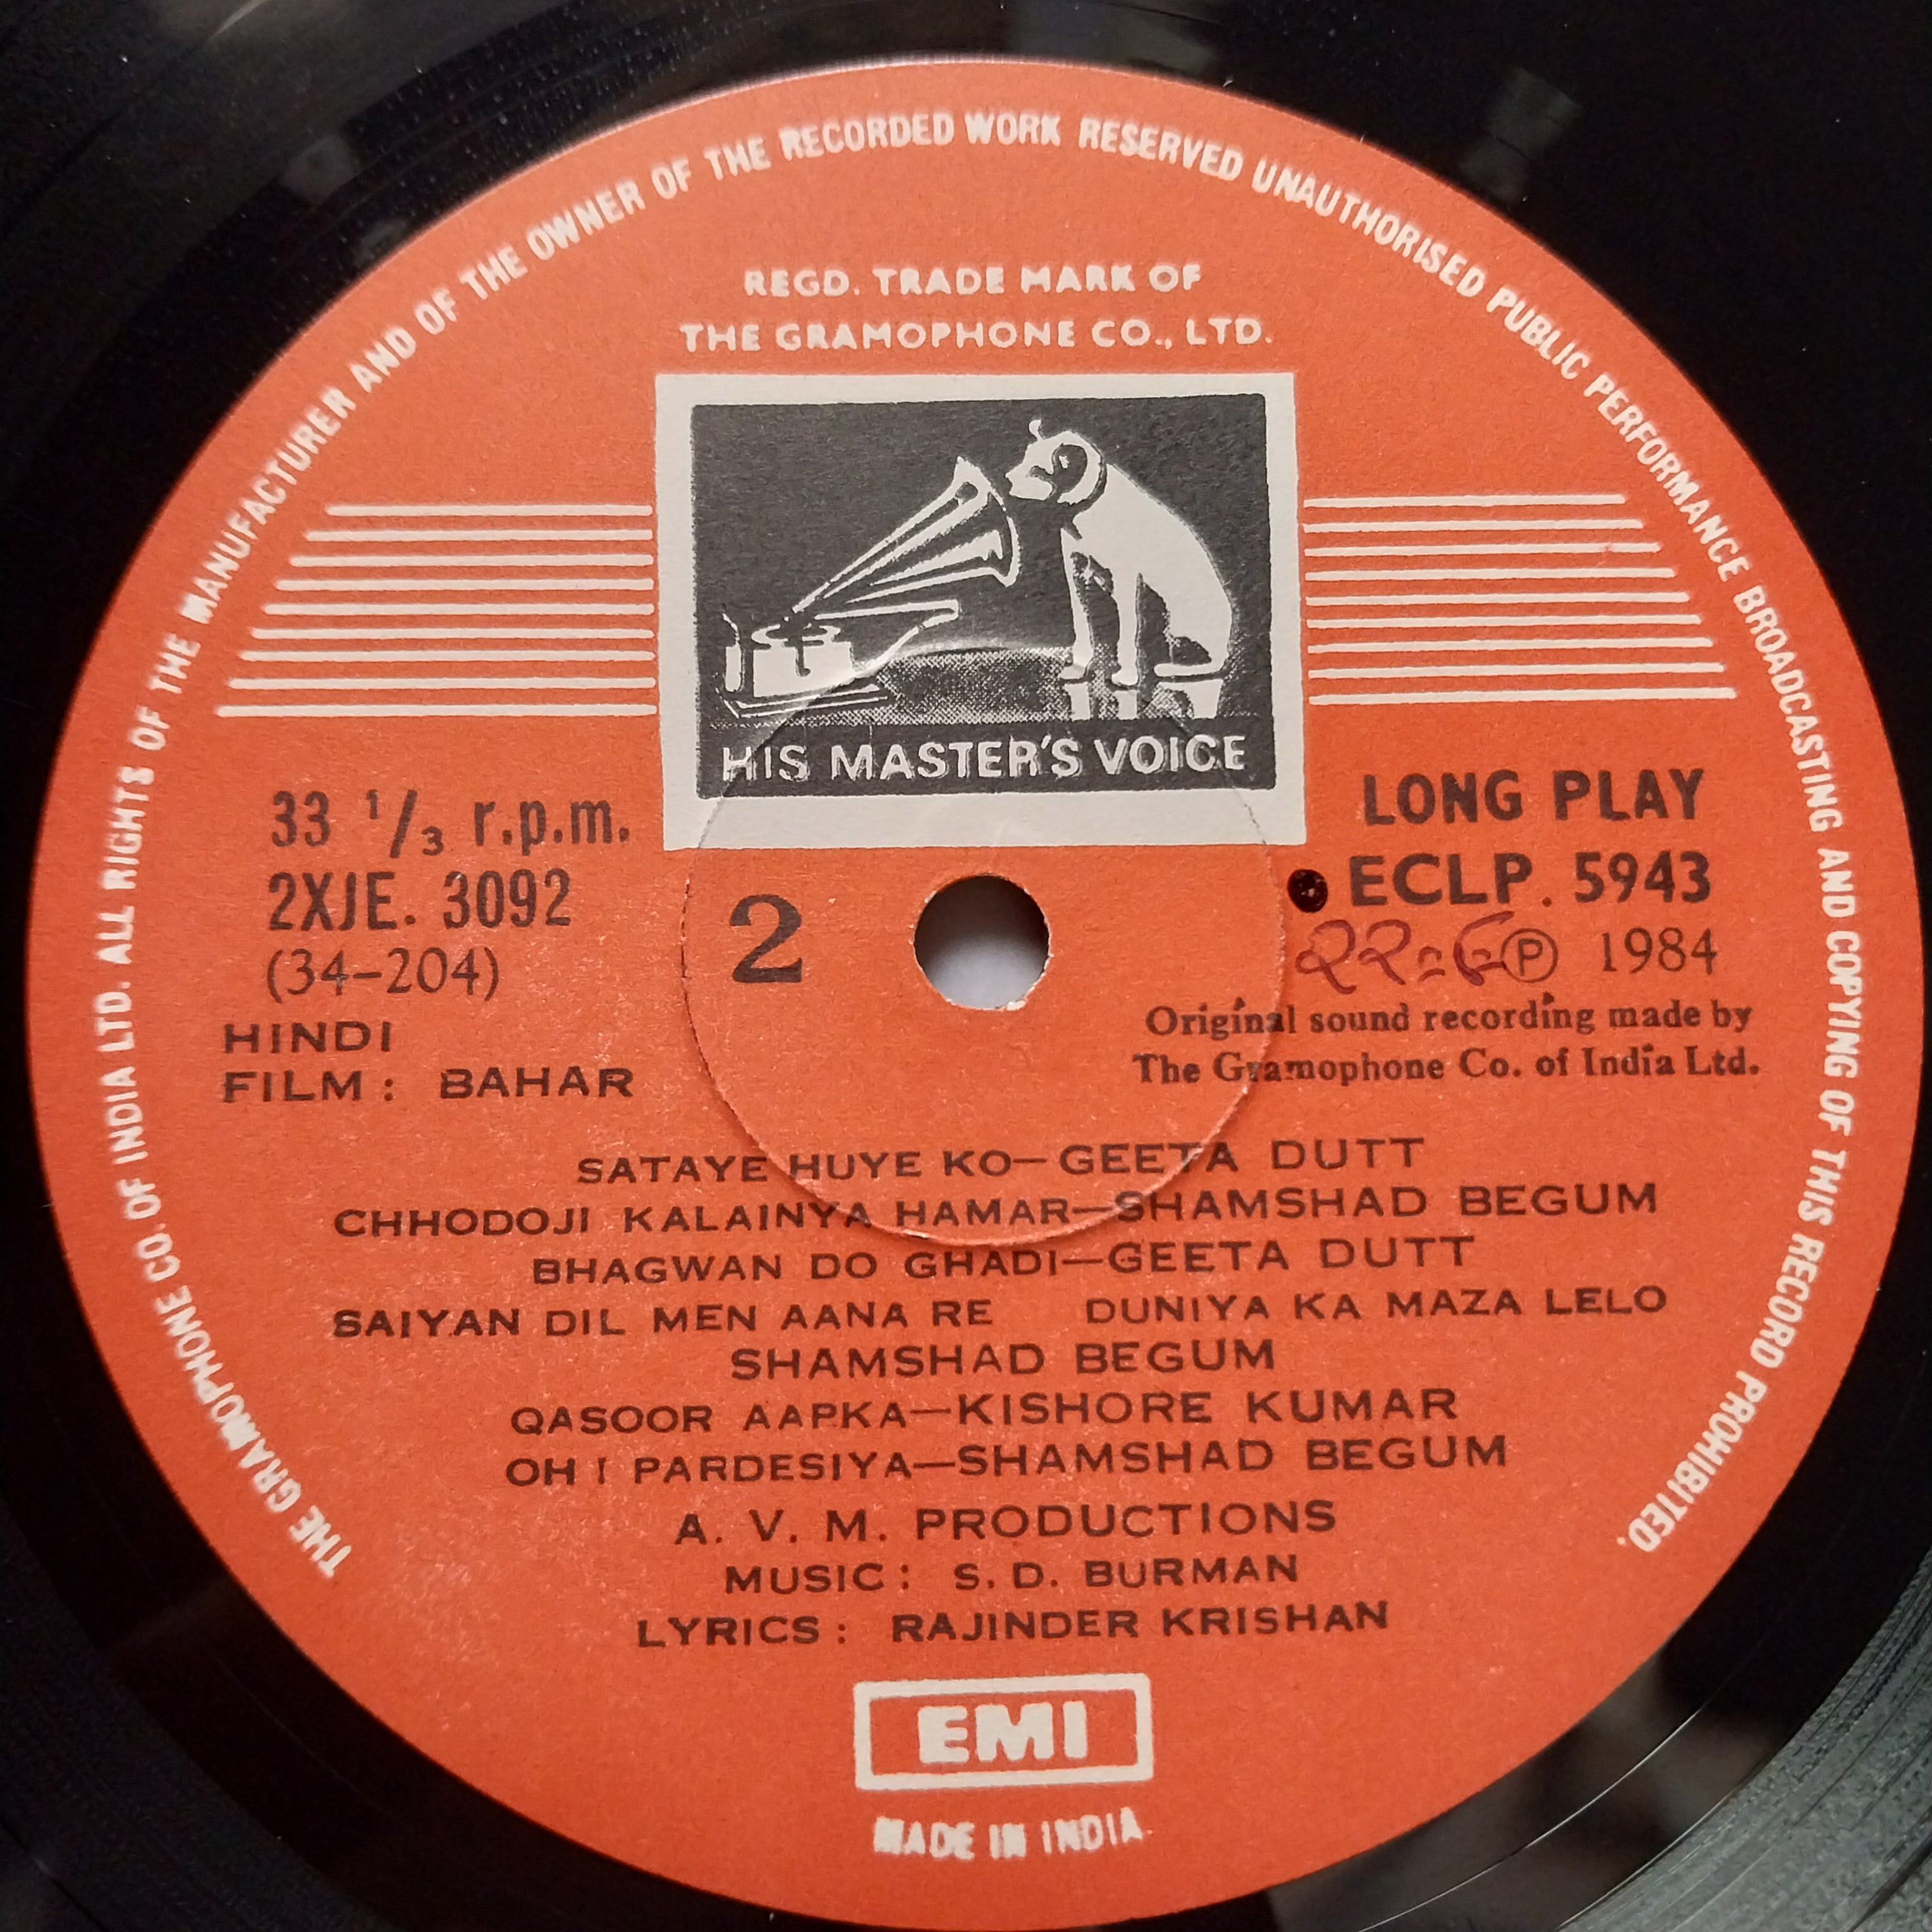 THE GRAMOPHONE CO. OF INDIA LTD. ALL RIGHTS OF THE MANUFACTURER AND OF THE OWNER OF THE RECORDED WORK RESERVED UNAUTHORISED PUBLIC PERFORMANCE BROADCASTING AND COPYING OF THIS RECORD PROHIBITED.
REGD. TRADE MARK OF
THE GRAMOPHONE CO., LTD.
HIS MASTER'S VOICE
33 1/3 r.p.m.
2XJE. 3092
(34-204)
HINDI
FILM : BAHAR
2
LONG PLAY
ECLP. 5943
Ⓟ 1984
Original sound recording made by
The Gramophone Co. of India Ltd.
SATAYE HUYE KO—GEETA DUTT
CHHODOJI KALAINYA HAMAR—SHAMSHAD BEGUM
BHAGWAN DO GHADI—GEETA DUTT
SAIYAN DIL MEN AANA RE DUNIYA KA MAZA LELO
SHAMSHAD BEGUM
QASOOR AAPKA—KISHORE KUMAR
OH ! PARDESIYA—SHAMSHAD BEGUM
A. V. M. PRODUCTIONS
MUSIC : S. D. BURMAN
LYRICS : RAJINDER KRISHAN
EMI
MADE IN INDIA